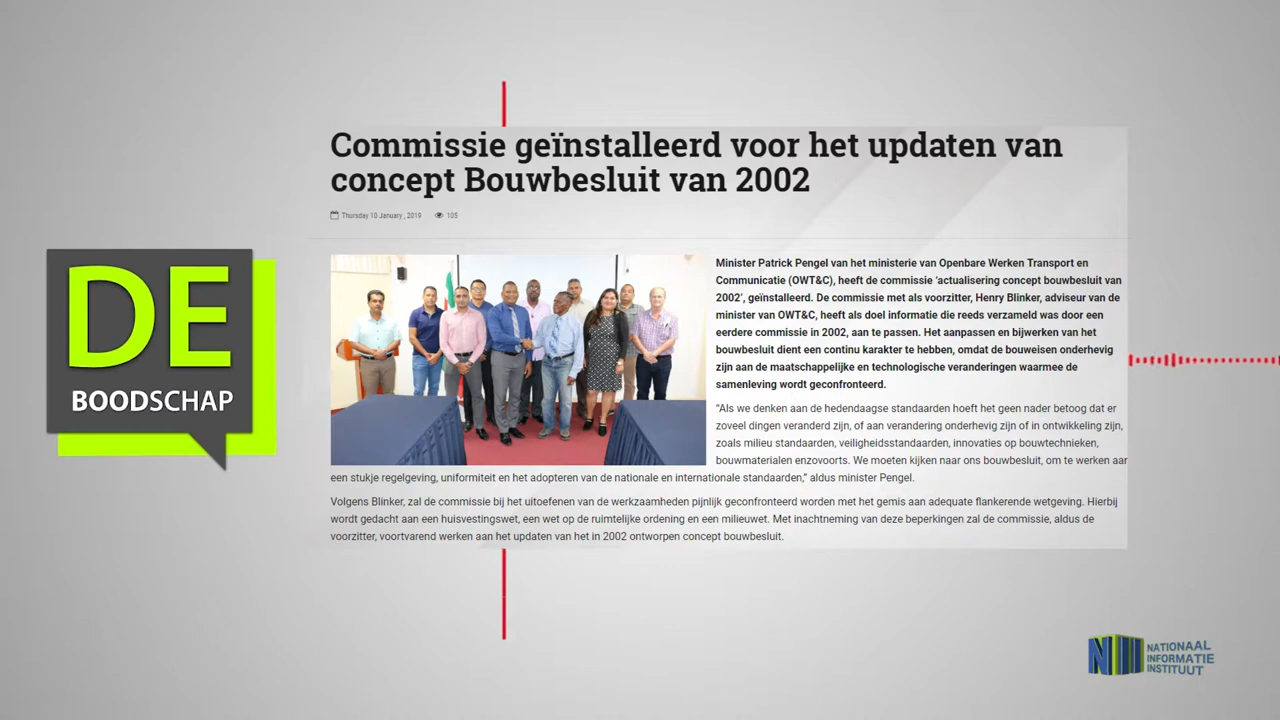 Commissie geïnstalleerd voor het updaten van
concept Bouwbesluit van 2002
Thursday 10 January , 2019 105
DE
BOODSCHAP
Minister Patrick Pengel van het ministerie van Openbare Werken Transport en
Communicatie (OWT&C), heeft de commissie ‘actualisering concept bouwbesluit van
2002’, geïnstalleerd. De commissie met als voorzitter, Henry Blinker, adviseur van de
minister van OWT&C, heeft als doel informatie die reeds verzameld was door een
eerdere commissie in 2002, aan te passen. Het aanpassen en bijwerken van het
bouwbesluit dient een continu karakter te hebben, omdat de bouweisen onderhevig
zijn aan de maatschappelijke en technologische veranderingen waarmee de
samenleving wordt geconfronteerd.
“Als we denken aan de hedendaagse standaarden hoeft het geen nader betoog dat er
zoveel dingen veranderd zijn, of aan verandering onderhevig zijn of in ontwikkeling zijn,
zoals milieu standaarden, veiligheidsstandaarden, innovaties op bouwtechnieken,
bouwmaterialen enzovoorts. We moeten kijken naar ons bouwbesluit, om te werken aan
een stukje regelgeving, uniformiteit en het adopteren van de nationale en internationale standaarden,” aldus minister Pengel.
Volgens Blinker, zal de commissie bij het uitoefenen van de werkzaamheden pijnlijk geconfronteerd worden met het gemis aan adequate flankerende wetgeving. Hierbij
wordt gedacht aan een huisvestingswet, een wet op de ruimtelijke ordening en een milieuwet. Met inachtneming van deze beperkingen zal de commissie, aldus de
voorzitter, voortvarend werken aan het updaten van het in 2002 ontworpen concept bouwbesluit.
NII
NATIONAAL
INFORMATIE
INSTITUUT